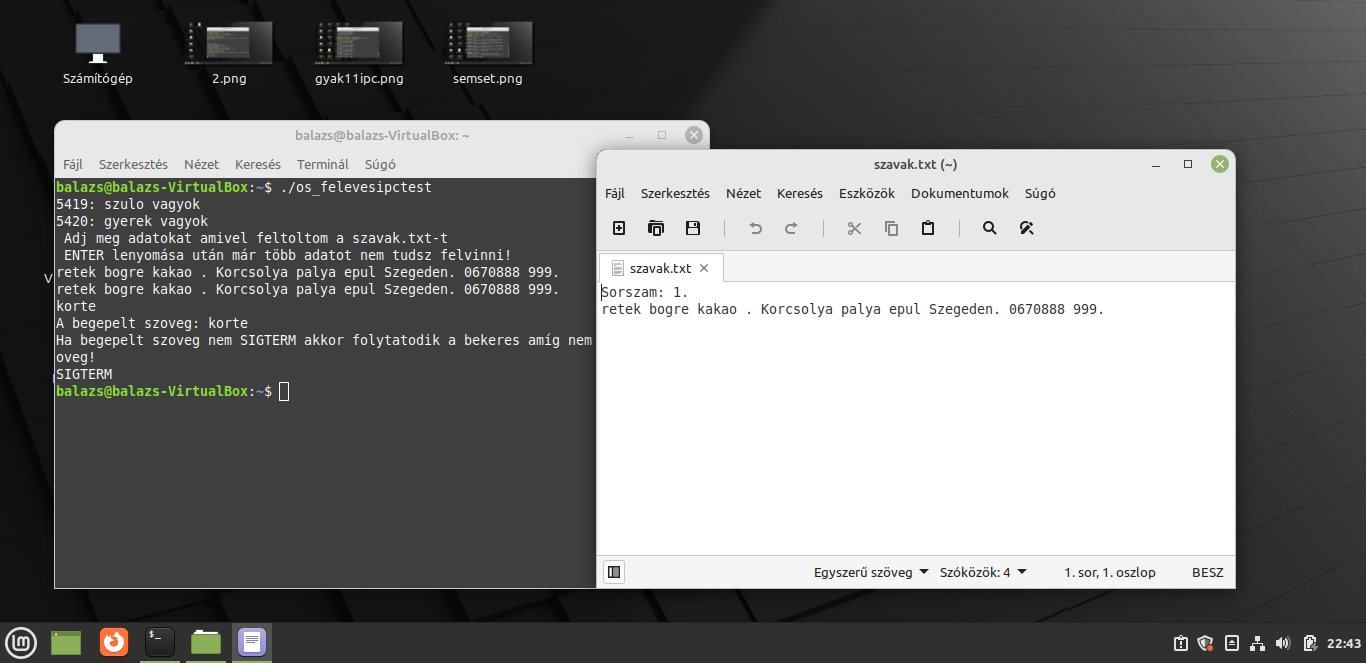 Számítógép
2.png
gyak11ipc.png
semset.png
balazs@balazs-VirtualBox: ~
Fájl Szerkesztés Nézet Keresés Terminál Súgó
balazs@balazs-VirtualBox:~$ ./os_felevesipctest
5419: szulo vagyok
5420: gyerek vagyok
Adj meg adatokat amivel feltoltom a szavak.txt-t
ENTER lenyomása után már több adatot nem tudsz felvinni!
retek bogre kakao . Korcsolya palya epul Szegeden. 0670888 999.
retek bogre kakao . Korcsolya palya epul Szegeden. 0670888 999.
korte
A begepelt szoveg: korte
Ha begepelt szoveg nem SIGTERM akkor folytatodik a bekeres amíg nem
oveg!
SIGTERM
balazs@balazs-VirtualBox:~$
szavak.txt (~)
Fájl Szerkesztés Nézet Keresés Eszközök Dokumentumok Súgó
szavak.txt
Sorszam: 1.
retek bogre kakao . Korcsolya palya epul Szegeden. 0670888 999.
Egyszerű szöveg Szóközök: 4 1. sor, 1. oszlop BESZ
22:43